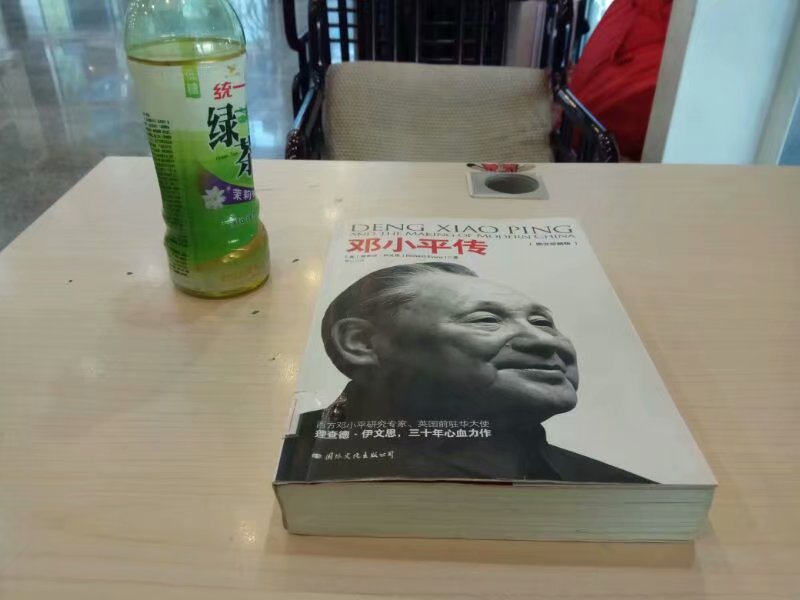 统一
绿茶
茉莉
DENG XIAO PING
AND THE MAKING OF MODERN CHINA
邓小平传
西方邓小平研究专家、英国前驻华大使
理查德·伊文思，三十年心血力作
国际文化出版公司